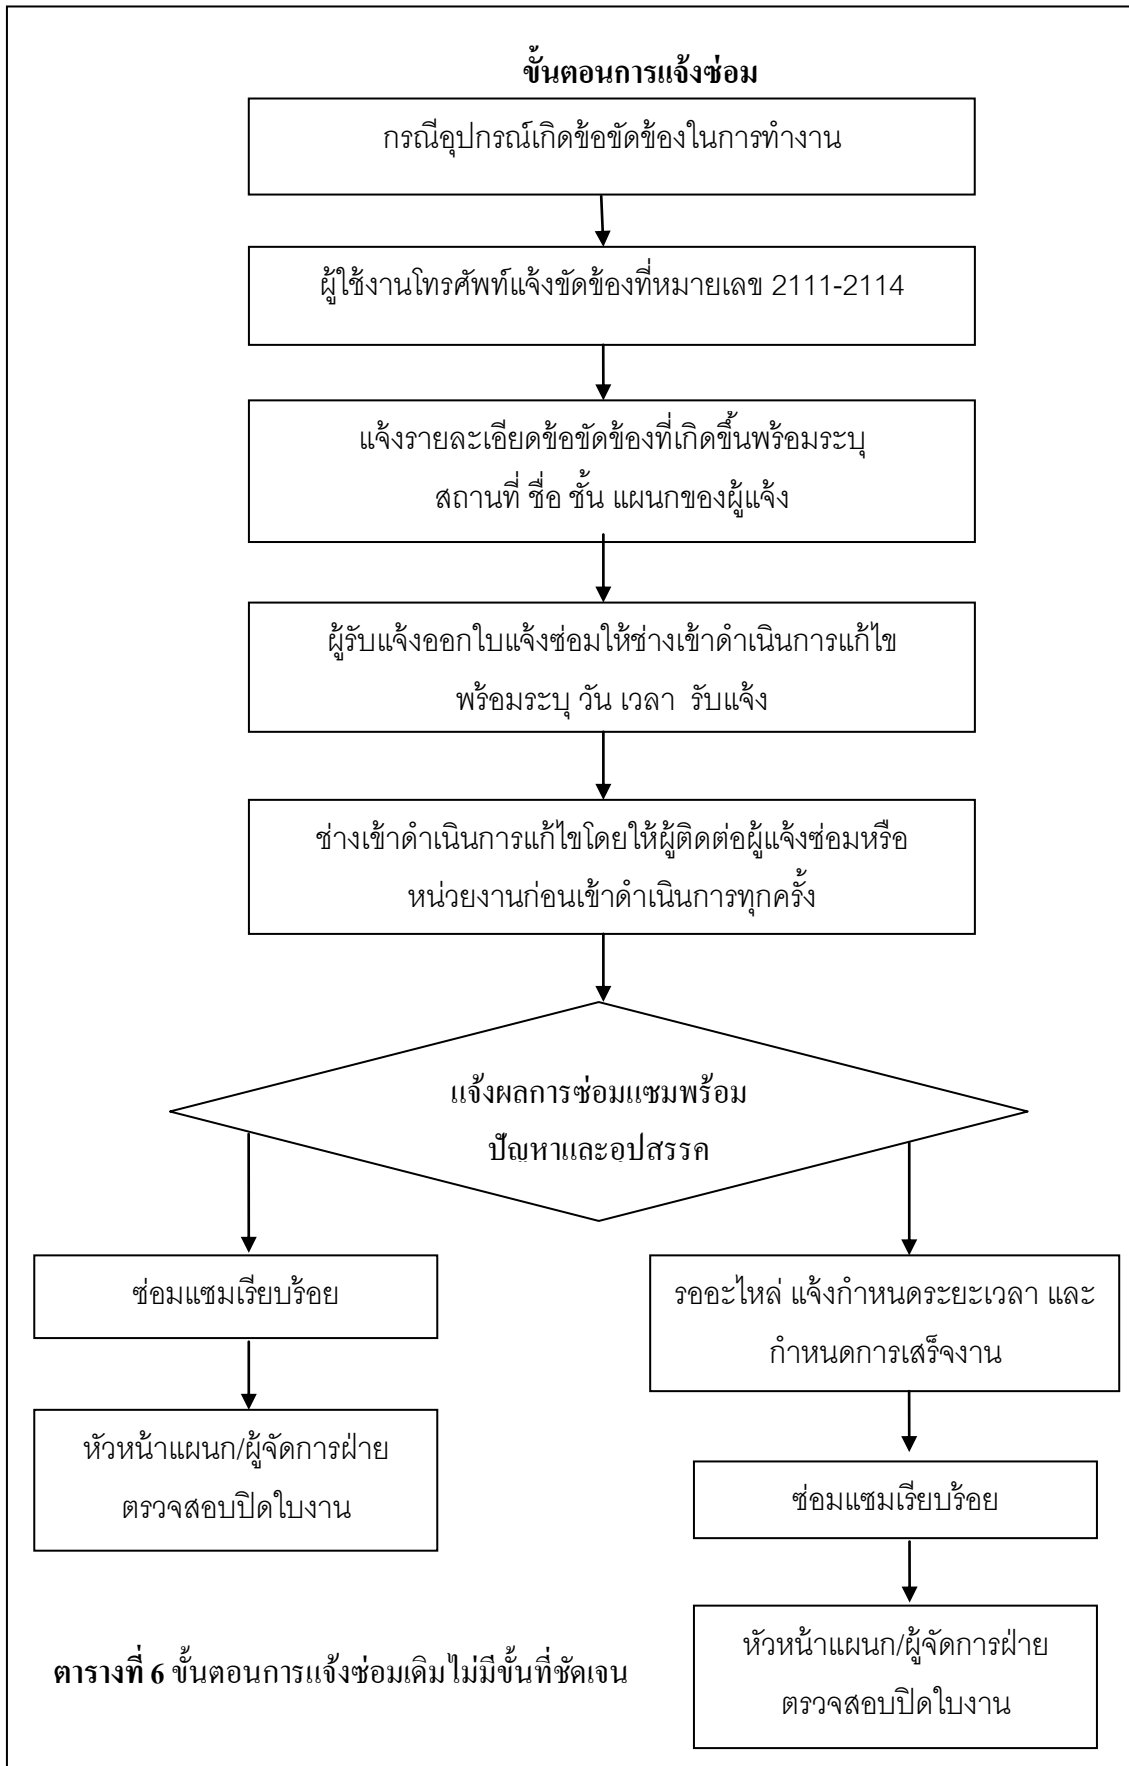 ขั้นตอนการแจ้งซ่อม
กรณีอุปกรณ์เกิดข้อขัดข้องในการทำงาน
ผู้ใช้งานโทรศัพท์แจ้งขัดข้องที่หมายเลข 2111-2114
แจ้งรายละเอียดข้อขัดข้องที่เกิดขึ้นพร้อมระบุ
สถานที่ ชื่อ ชั้น แผนกของผู้แจ้ง
ผู้รับแจ้งออกใบแจ้งซ่อมให้ช่างเข้าดำเนินการแก้ไข
พร้อมระบุ วัน เวลา รับแจ้ง
ช่างเข้าดำเนินการแก้ไขโดยให้ผู้ติดต่อผู้แจ้งซ่อมหรือ
หน่วยงานก่อนเข้าดำเนินการทุกครั้ง
แจ้งผลการซ่อมแซมพร้อม
ปัญหาและอุปสรรค
ซ่อมแซมเรียบร้อย
หัวหน้าแผนก/ผู้จัดการฝ่าย
ตรวจสอบปิดใบงาน
รออะไหล่ แจ้งกำหนดระยะเวลา และ
กำหนดการเสร็จงาน
ซ่อมแซมเรียบร้อย
หัวหน้าแผนก/ผู้จัดการฝ่าย
ตรวจสอบปิดใบงาน
ตารางที่ 6 ขั้นตอนการแจ้งซ่อมเดิมไม่มีขั้นที่ชัดเจน